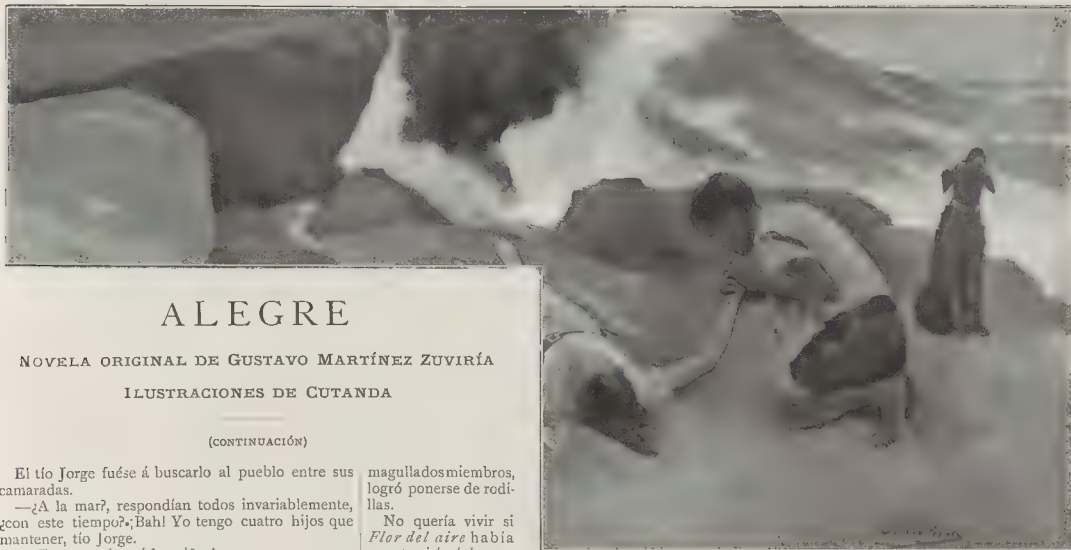 ALEGRE
NOVELA ORIGINAL DE GUSTAVO MARTÍNEZ ZUVIRÍA
ILUSTRACIONES DE CUTANDA
(CONTINUACIÓN)
El tío Jorge fuése á buscarlo al pueblo entre sus
camaradas.
—¿A la mar?, respondían todos invariablemente,
¿con este tiempo? ¡Bah! Yo tengo cuatro hijos que
mantener, tío Jorge.
magullados miembros,
logró ponerse de rodi-
llas.
No quería vivir si
Flor del aire había